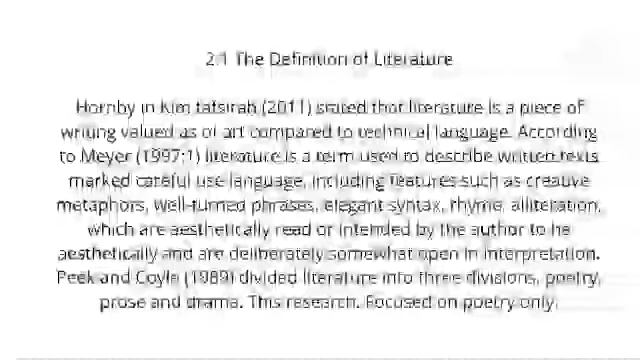 2.1 The Definition of Literature
Hornby in Kim tafsirah (2011) stated that literature is a piece of
writing valued as of art compared to technical language. According
to Meyer (1997:1) literature is a term used to describe written texts
marked careful use language, including features such as creative
metaphors, well-turned phrases, elegant syntax, rhyme, alliteration,
which are aesthetically read or intended by the author to be
aesthetically and are deliberately somewhat open in interpretation.
Peek and Coyle (1989) divided literature into three divisions, poetry,
prose and drama. This research. Focused on poetry only.